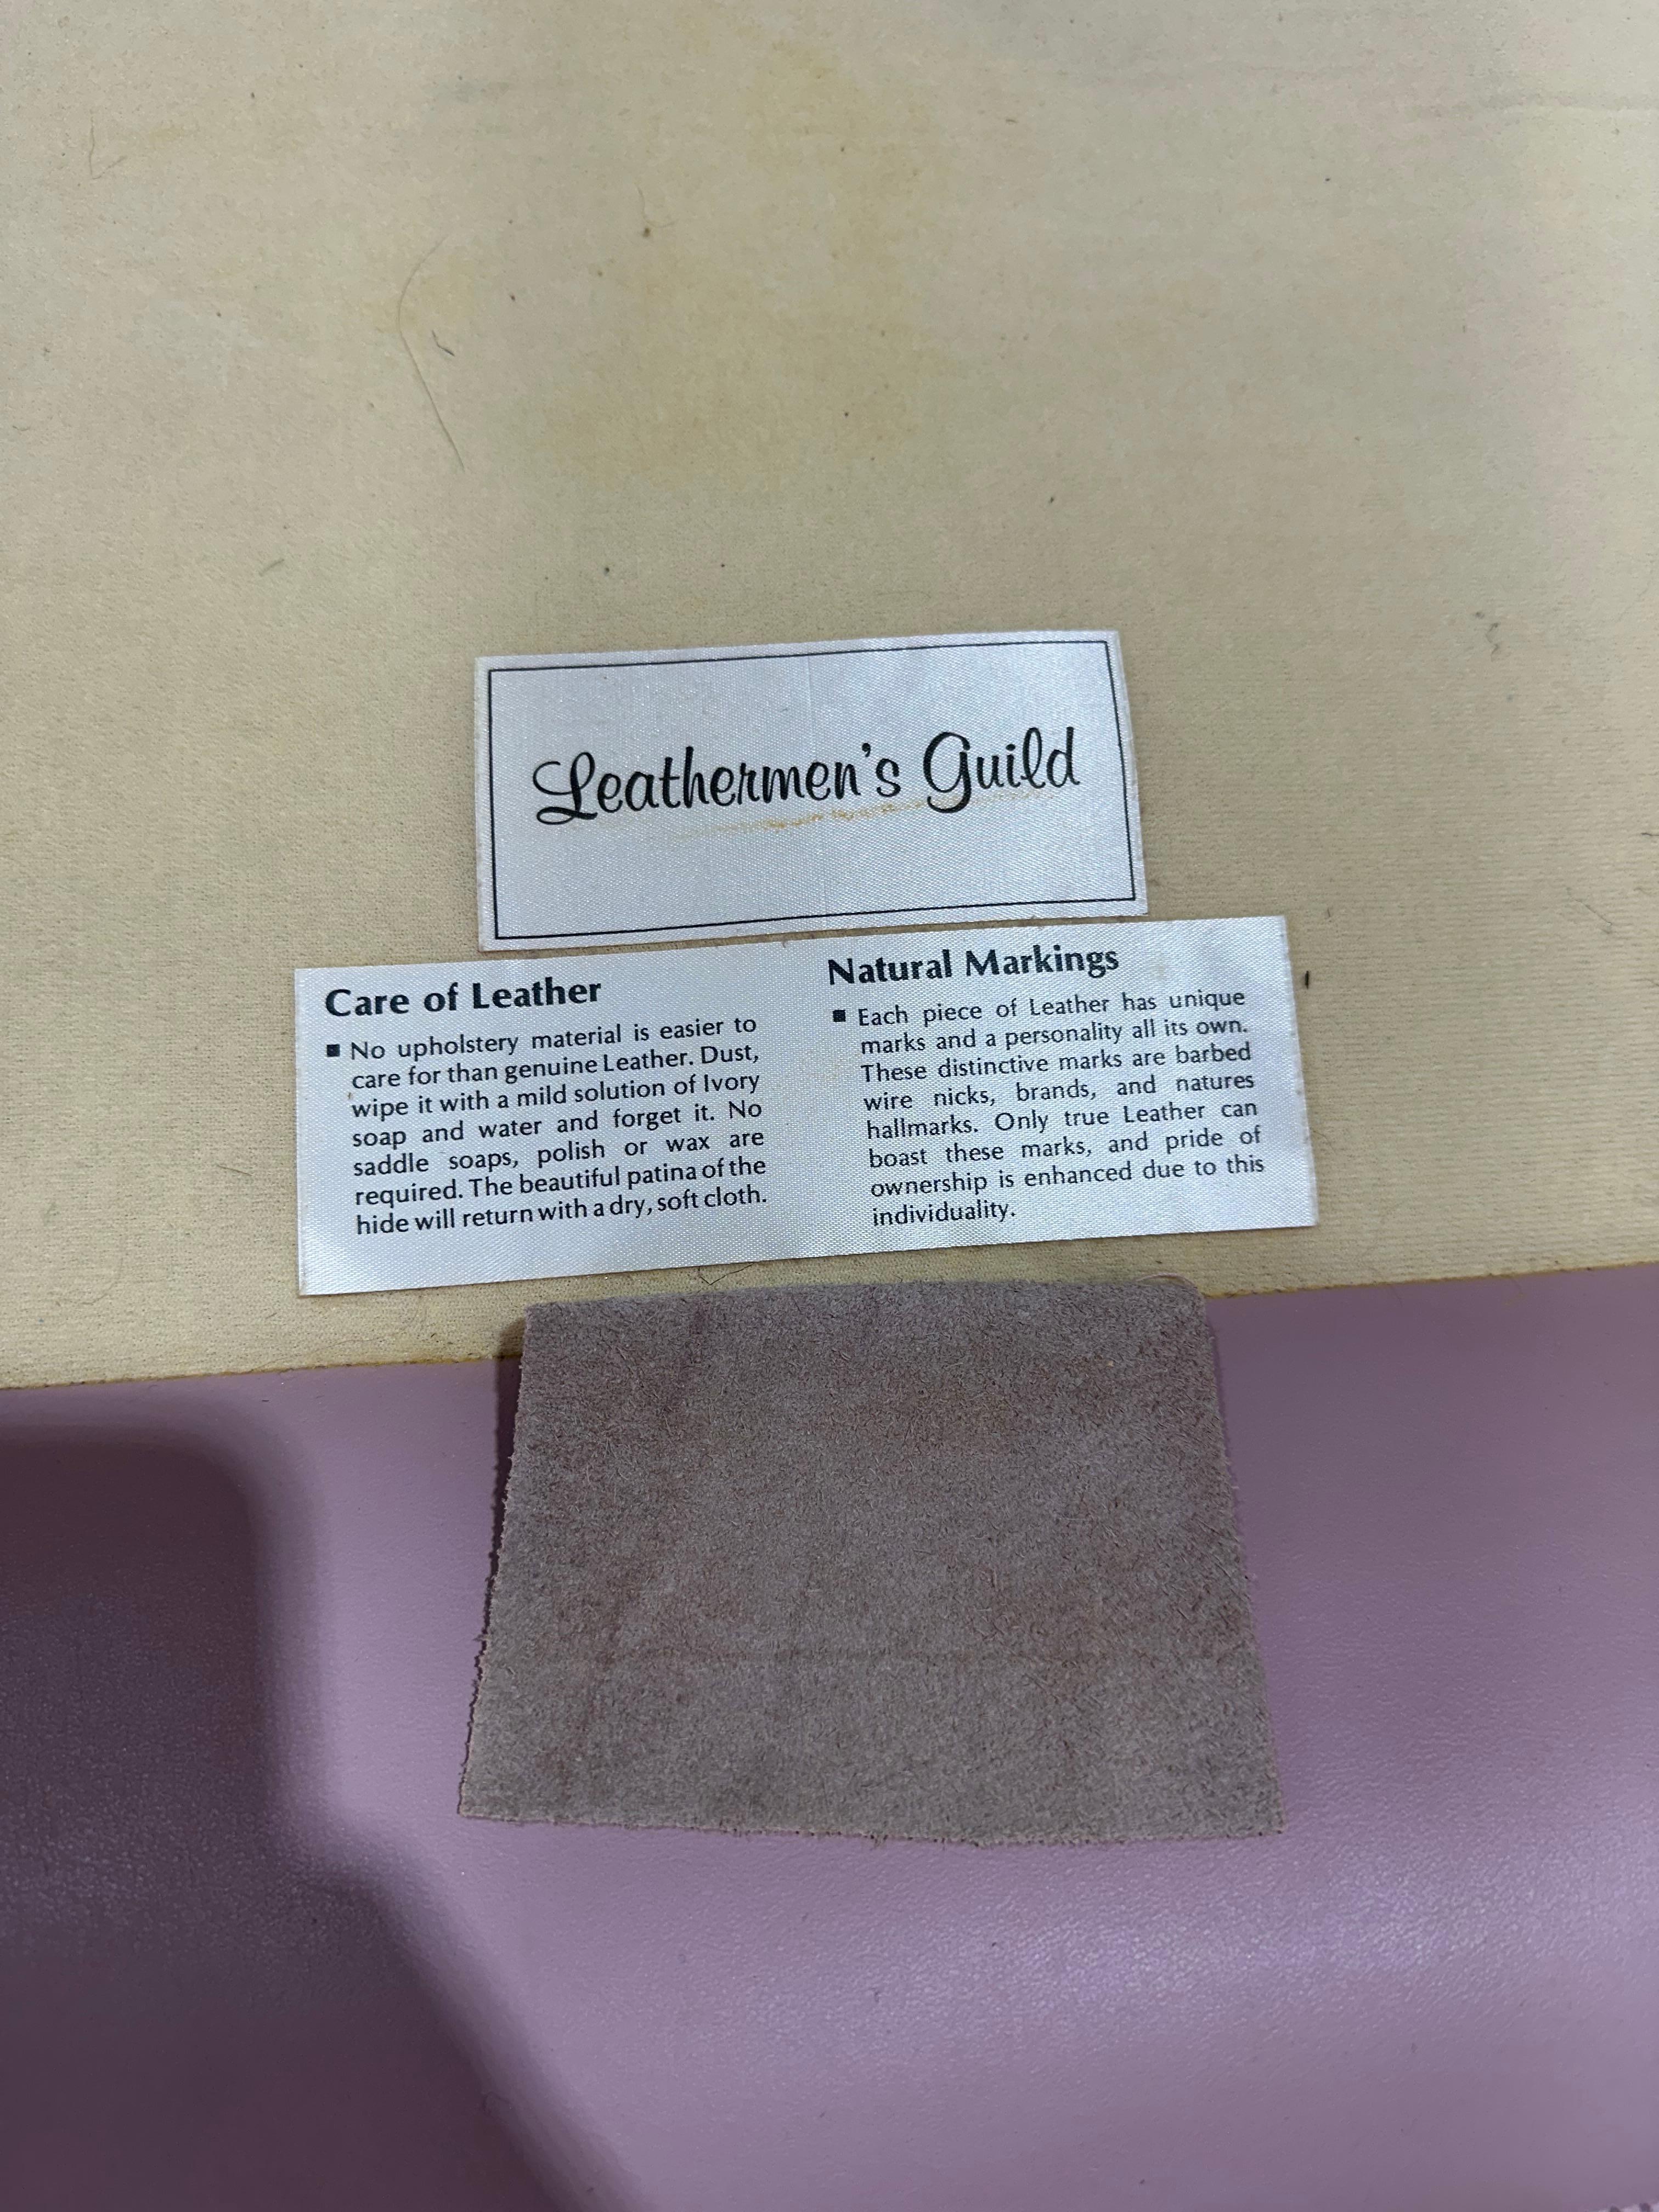 Leathermen's Guild
Care of Leather
■ No upholstery material is easier to
care for than genuine Leather. Dust,
wipe it with a mild solution of Ivory
soap and water and forget it. No
saddle soaps, polish or wax are
required. The beautiful patina of the
hide will return with a dry, soft cloth.
Natural Markings
■ Each piece of Leather has unique
marks and a personality all its own.
These distinctive marks are barbed
wire nicks, brands, and natures
hallmarks. Only true Leather can
boast these marks, and pride of
ownership is enhanced due to this
individuality.